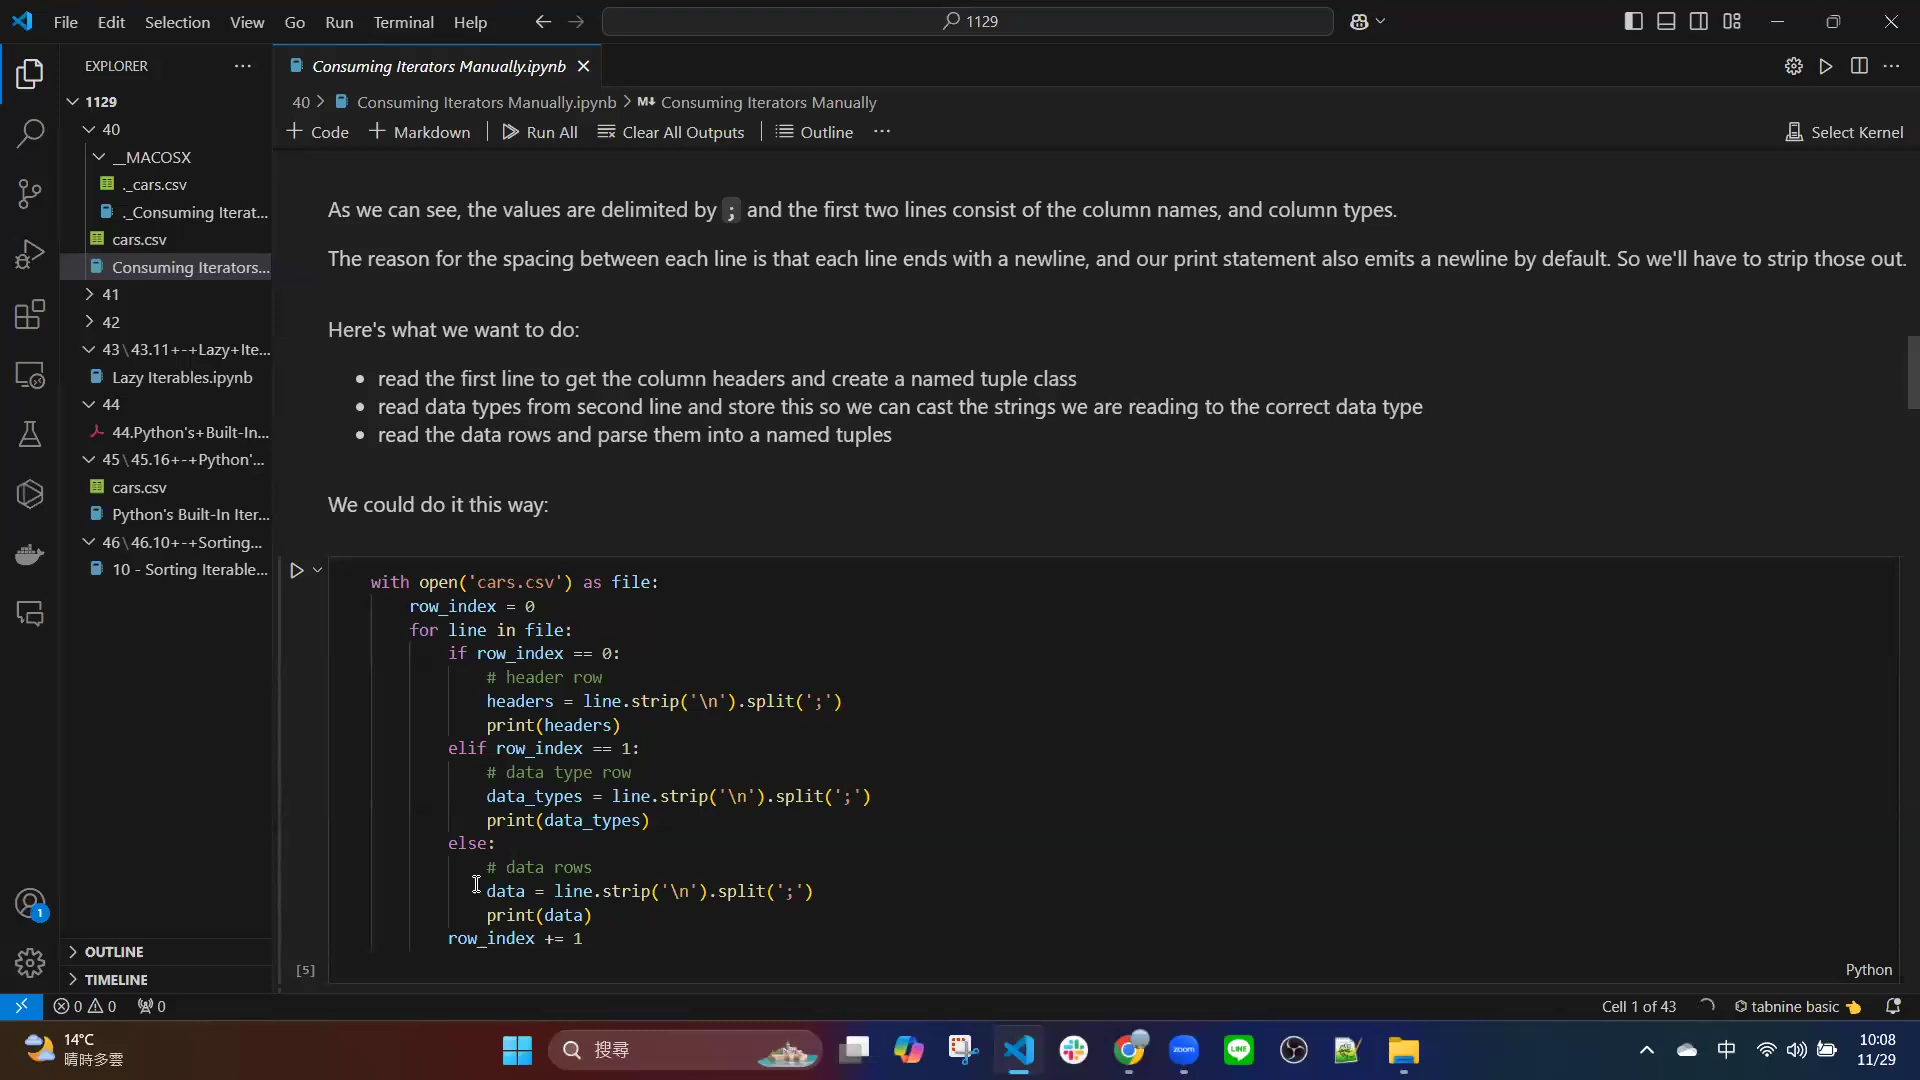 File Edit Selection View Go Run Terminal Help
1129
EXPLORER
1129
40
__MACOSX
._cars.csv
._Consuming Iterat...
cars.csv
Consuming Iterators...
41
42
43\43.11+-+Lazy+Ite...
Lazy Iterables.ipynb
44
44.Python's+Built-In...
45\45.16+-+Python'...
cars.csv
Python's Built-In Iter...
46\46.10+-+Sorting...
10 - Sorting Iterable...
OUTLINE
TIMELINE
Consuming Iterators Manually.ipynb
40 > Consuming Iterators Manually.ipynb > M↓ Consuming Iterators Manually
+ Code + Markdown Run All Clear All Outputs Outline ...
Select Kernel
As we can see, the values are delimited by ; and the first two lines consist of the column names, and column types.
The reason for the spacing between each line is that each line ends with a newline, and our print statement also emits a newline by default. So we'll have to strip those out.
Here's what we want to do:
• read the first line to get the column headers and create a named tuple class
• read data types from second line and store this so we can cast the strings we are reading to the correct data type
• read the data rows and parse them into a named tuples
We could do it this way:
with open('cars.csv') as file:
    row_index = 0
    for line in file:
        if row_index == 0:
            # header row
            headers = line.strip('\n').split(';')
            print(headers)
        elif row_index == 1:
            # data type row
            data_types = line.strip('\n').split(';')
            print(data_types)
        else:
            # data rows
            data = line.strip('\n').split(';')
            print(data)
        row_index += 1
[5]
Python
0 0 0
Cell 1 of 43
tabnine basic
1
14°C
晴時多雲
搜尋
zoom
LINE
中
10:08
11/29